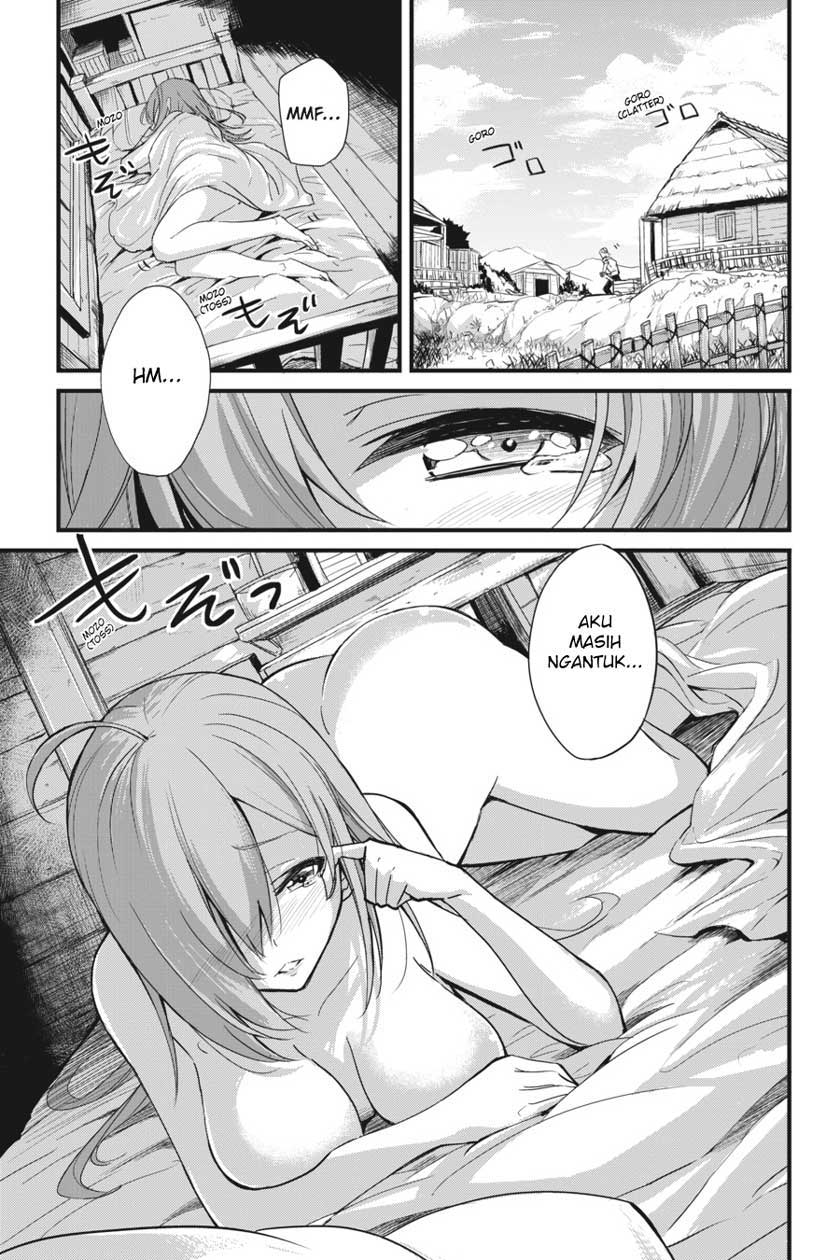 GORO
(CLATTER)
ゴロ
GORO
ゴロ
MMF...
MOZO
もぞ
MOZO
(TOSS)
もぞ
HM...
AKU
MASIH
NGANTUK...
もぞっ
MOZO
(TOSS)